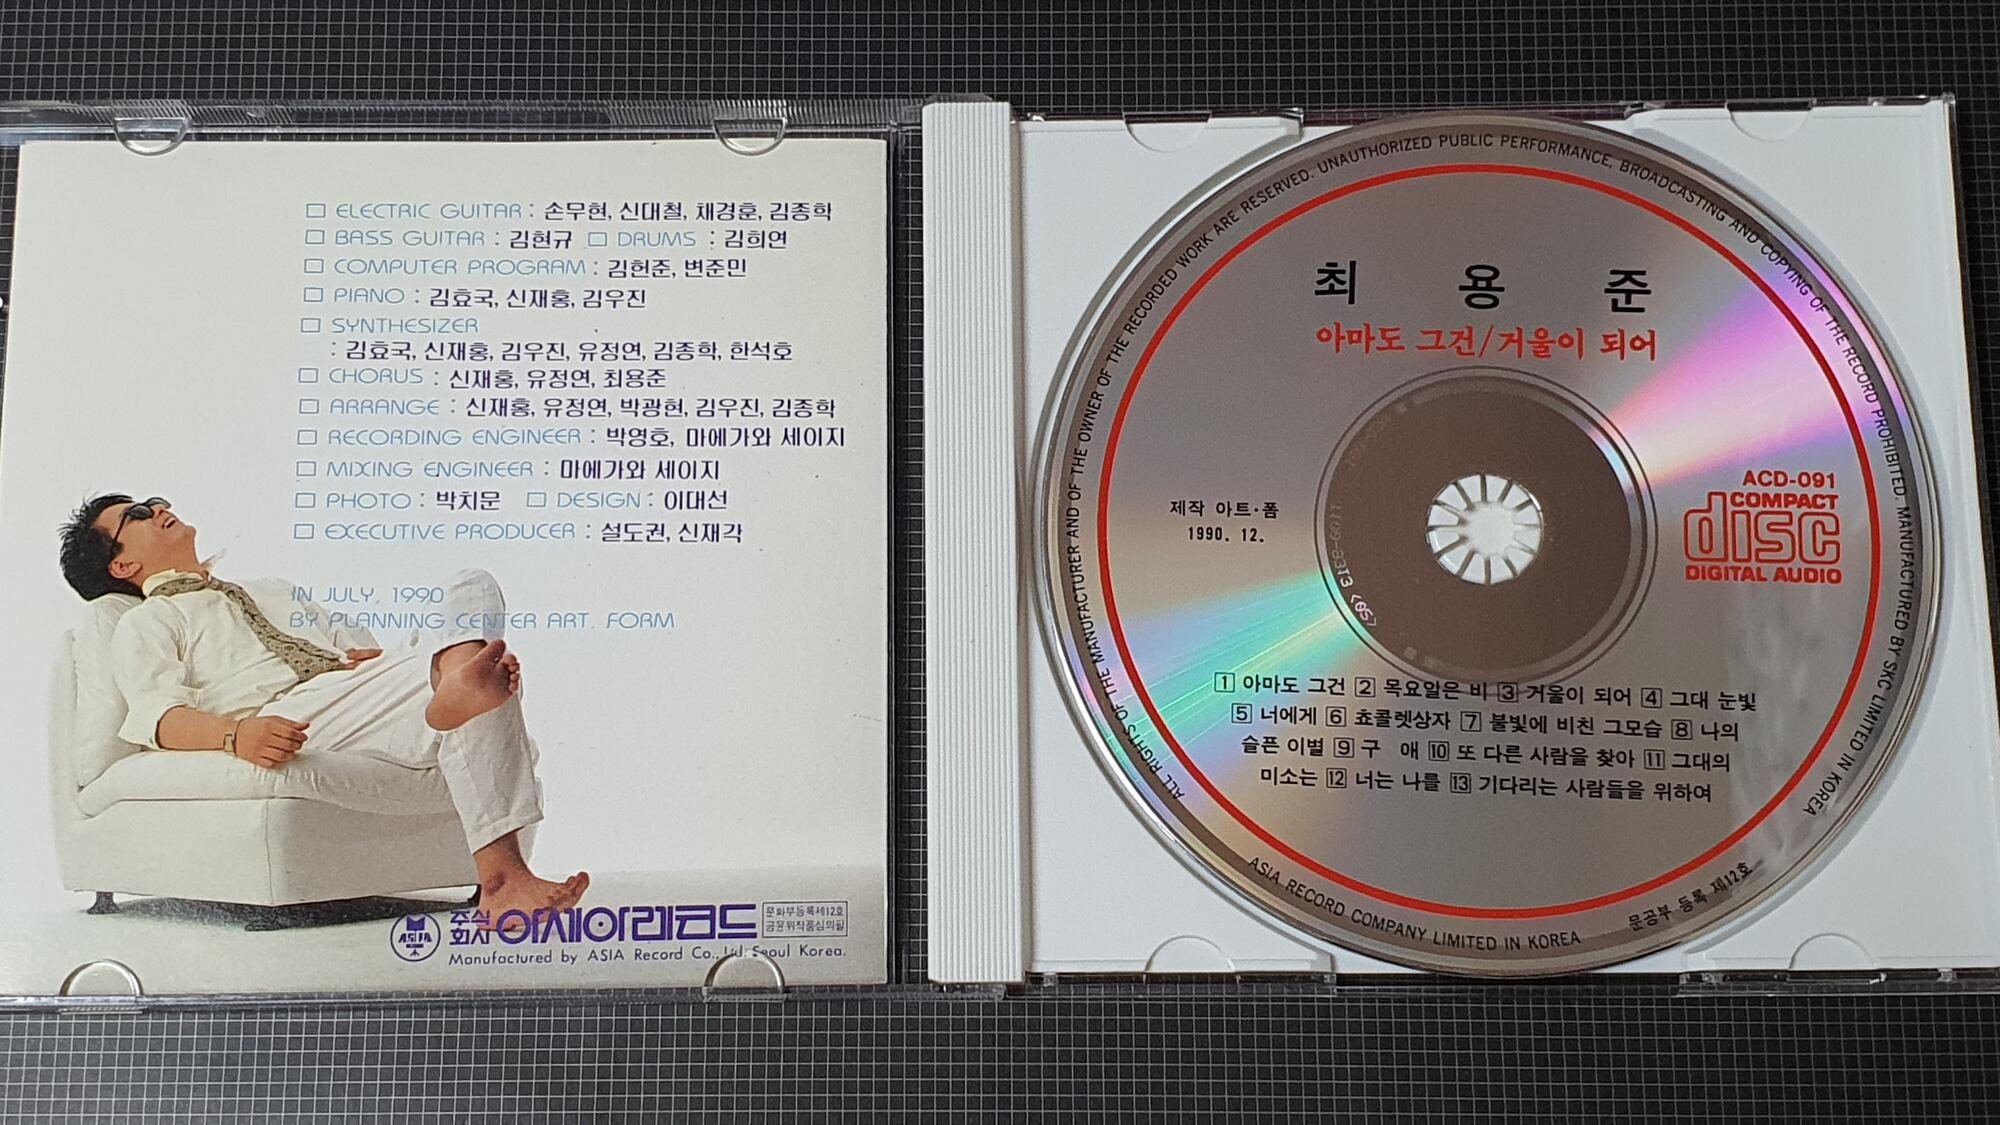 □ ELECTRIC GUITAR : 손무현, 신대철, 채경훈, 김종학
□ BASS GUITAR : 김현규 □ DRUMS : 김희연
□ COMPUTER PROGRAM : 김헌준, 변준민
□ PIANO : 김효국, 신재홍, 김우진
□ SYNTHESIZER
: 김효국, 신재홍, 김우진, 유정연, 김종학, 한석호
□ CHORUS : 신재홍, 유정연, 최용준
□ ARRANGE : 신재홍, 유정연, 박광현, 김우진, 김종학
□ RECORDING ENGINEER : 박영호, 마에가와 세이지
□ MIXING ENGINEER : 마에가와 세이지
□ PHOTO : 박치문 □ DESIGN : 이대선
□ EXECUTIVE PRODUCER : 설도권, 신재각
IN JULY, 1990
BY PLANNING CENTER ART. FORM
ASIA
주식회사 아세아레코드
문화부등록제12호
공윤위작품심의필
Manufactured by ASIA Record Co., Ltd. Seoul Korea.
ALL RIGHTS OF THE MANUFACTURER AND OF THE OWNER OF THE RECORDED WORK ARE RESERVED. UNAUTHORIZED PUBLIC PERFORMANCE, BROADCASTING AND COPYING OF THE RECORD PROHIBITED. MANUFACTURED BY SKC LIMITED IN KOREA
최 용 준
아마도 그건/거울이 되어
ACD-091
COMPACT
disc
DIGITAL AUDIO
제작 아트·폼
1990. 12.
1 아마도 그건 2 목요일은 비 3 거울이 되어 4 그대 눈빛
5 너에게 6 쵸콜렛상자 7 불빛에 비친 그모습 8 나의
슬픈 이별 9 구 애 10 또 다른 사람을 찾아 11 그대의
미소는 12 너는 나를 13 기다리는 사람들을 위하여
ASIA RECORD COMPANY LIMITED IN KOREA
문공부 등록 제12호